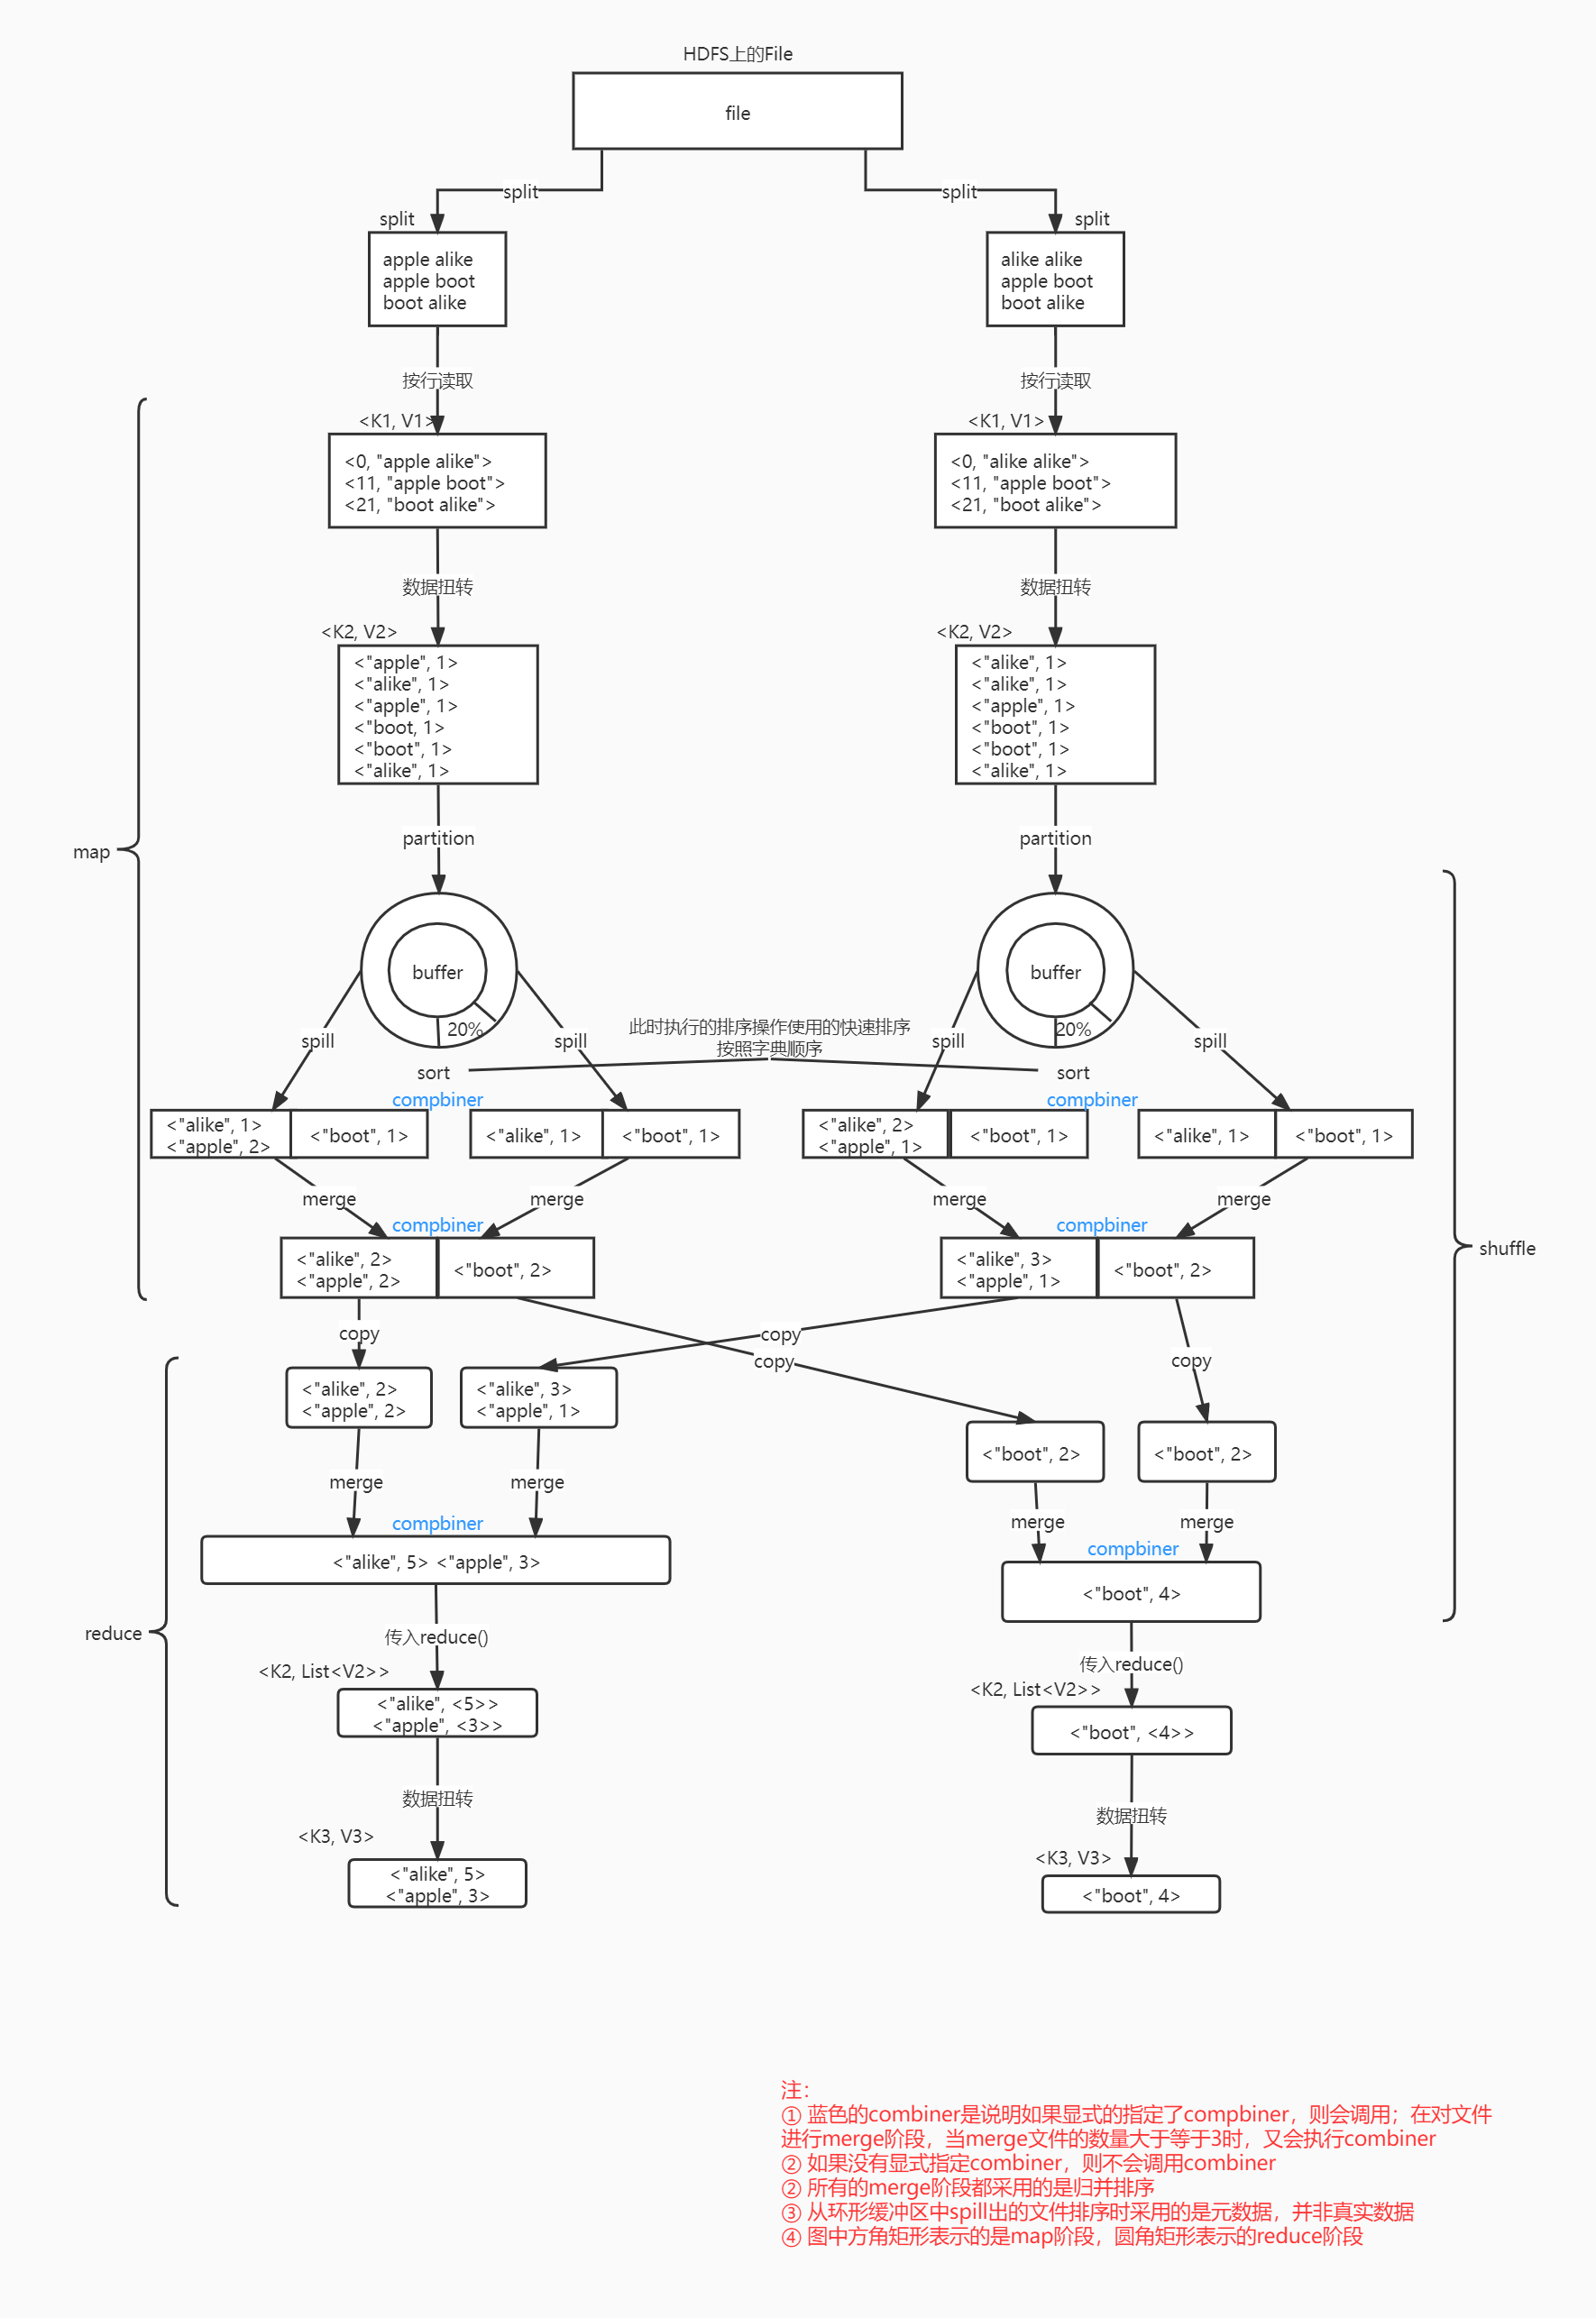 HDFS上的File
file
split
split
split
split
apple alike
apple boot
boot alike
alike alike
apple boot
boot alike
按行读取
按行读取
<K1, V1>
<K1, V1>
<0, "apple alike">
<11, "apple boot">
<21, "boot alike">
<0, "alike alike">
<11, "apple boot">
<21, "boot alike">
数据扭转
数据扭转
<K2, V2>
<K2, V2>
<"apple", 1>
<"alike", 1>
<"apple", 1>
<"boot, 1>
<"boot", 1>
<"alike", 1>
<"alike", 1>
<"alike", 1>
<"apple", 1>
<"boot", 1>
<"boot", 1>
<"alike", 1>
partition
partition
map
buffer
buffer
20%
20%
spill
spill
此时执行的排序操作使用的快速排序
按照字典顺序
spill
spill
sort
sort
compbiner
compbiner
<"alike", 1>
<"apple", 2>
<"boot", 1>
<"alike", 1>
<"boot", 1>
<"alike", 2>
<"apple", 1>
<"boot", 1>
<"alike", 1>
<"boot", 1>
merge
merge
merge
merge
compbiner
compbiner
<"alike", 2>
<"apple", 2>
<"boot", 2>
<"alike", 3>
<"apple", 1>
<"boot", 2>
shuffle
copy
copy
copy
copy
<"alike", 2>
<"apple", 2>
<"alike", 3>
<"apple", 1>
<"boot", 2>
<"boot", 2>
merge
merge
merge
merge
compbiner
compbiner
<"alike", 5> <"apple", 3>
<"boot", 4>
reduce
传入reduce()
传入reduce()
<K2, List<V2>>
<K2, List<V2>>
<"alike", <5>>
<"apple", <3>>
<"boot", <4>>
数据扭转
数据扭转
<K3, V3>
<K3, V3>
<"alike", 5>
<"apple", 3>
<"boot", 4>
注：
① 蓝色的combiner是说明如果显式的指定了compbiner，则会调用；在对文件
进行merge阶段，当merge文件的数量大于等于3时，又会执行combiner
② 如果没有显式指定combiner，则不会调用combiner
② 所有的merge阶段都采用的是归并排序
③ 从环形缓冲区中spill出的文件排序时采用的是元数据，并非真实数据
④ 图中方角矩形表示的是map阶段，圆角矩形表示的reduce阶段